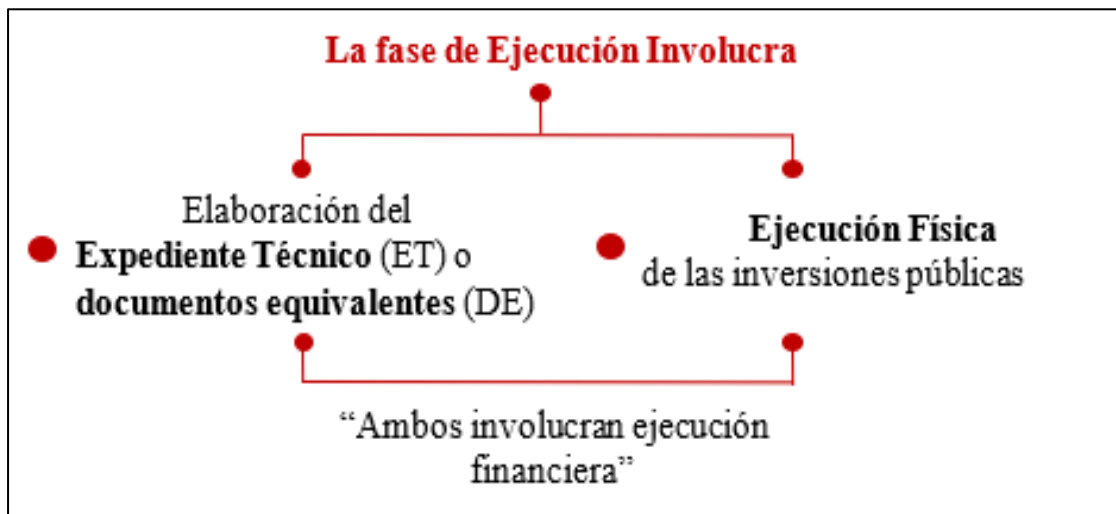 La fase de Ejecución Involucra
Elaboración del
Expediente Técnico (ET) o
documentos equivalentes (DE)
Ejecución Física
de las inversiones públicas
“Ambos involucran ejecución
financiera”